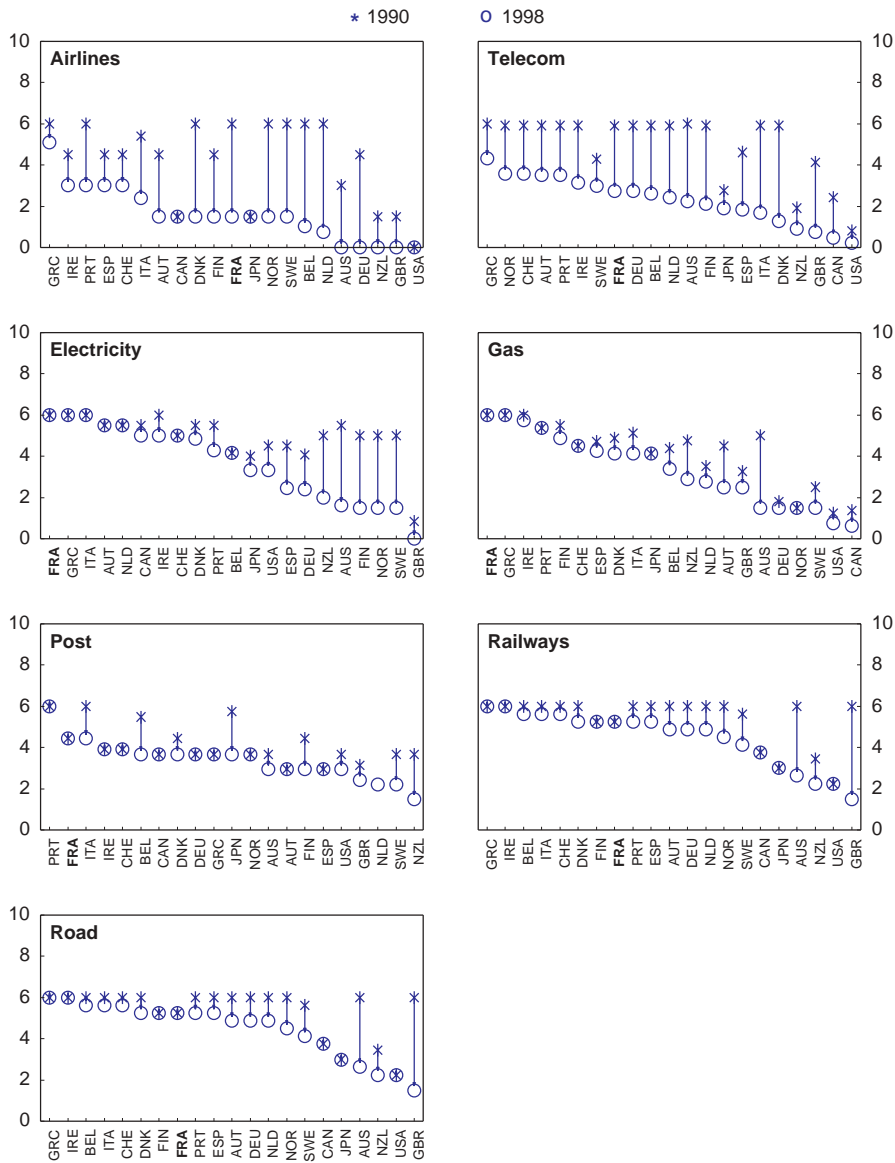 * 1990 o 1998
Airlines
10
8
6
4
2
0
GRC IRE PRT ESP CHE ITA AUT CAN DNK FIN FRA JPN NOR SWE BEL NLD AUS DEU NZL GBR USA
Telecom
10
8
6
4
2
0
GRC NOR CHE AUT PRT IRE SWE FRA DEU BEL NLD AUS FIN JPN ESP ITA DNK NZL GBR CAN USA
Electricity
10
8
6
4
2
0
FRA GRC ITA AUT NLD CAN IRE CHE DNK PRT BEL JPN USA ESP DEU NZL AUS FIN NOR SWE GBR
Gas
10
8
6
4
2
0
FRA GRC IRE PRT FIN CHE ESP DNK ITA JPN BEL NZL NLD AUT GBR AUS DEU NOR SWE USA CAN
Post
10
8
6
4
2
0
PRT FRA ITA IRE CHE BEL CAN DNK DEU GRC JPN NOR AUS AUT FIN ESP USA GBR NLD SWE NZL
Railways
10
8
6
4
2
0
GRC IRE BEL ITA CHE DNK FIN FRA PRT ESP AUT DEU NLD NOR SWE CAN JPN AUS NZL USA GBR
Road
10
8
6
4
2
0
GRC IRE BEL ITA CHE DNK FIN FRA PRT ESP AUT DEU NLD NOR SWE CAN JPN AUS NZL USA GBR